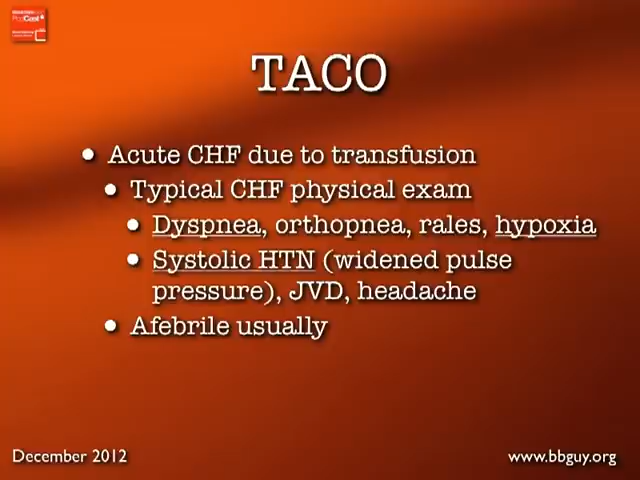 PodCast
TACO
• Acute CHF due to transfusion
• Typical CHF physical exam
• Dyspnea, orthopnea, rales, hypoxia
• Systolic HTN (widened pulse
pressure), JVD, headache
• Afebrile usually
December 2012
www.bbguy.org